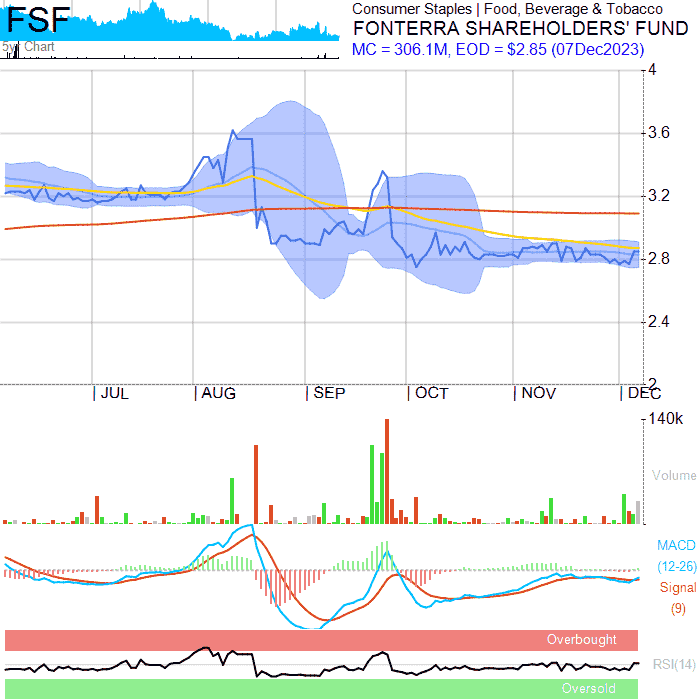 FSF
5yr Chart
Consumer Staples | Food, Beverage & Tobacco
FONTERRA SHAREHOLDERS' FUND
MC = 306.1M, EOD = $2.85 (07Dec2023)
4
3.6
3.2
2.8
2.4
2
JUL AUG SEP OCT NOV DEC
140k
Volume
MACD
(12-26)
Signal
(9)
Overbought
RSI(14)
Oversold